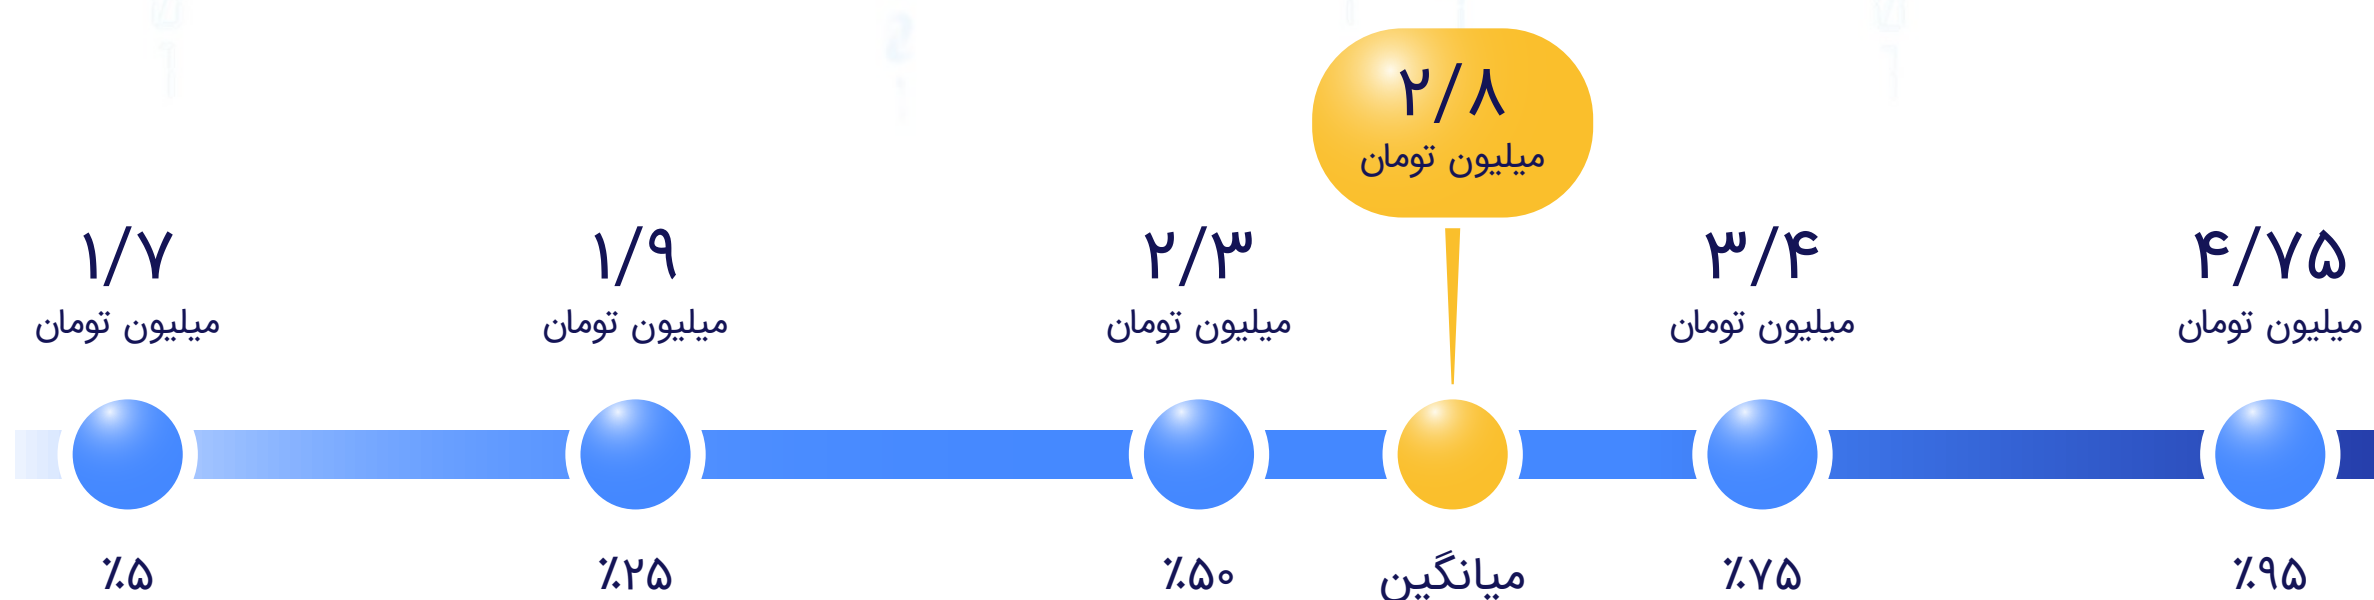 ۲/۸
میلیون تومان
۱/۷
میلیون تومان
۱/۹
میلیون تومان
۲/۳
میلیون تومان
۳/۴
میلیون تومان
۴/۷۵
میلیون تومان
٪۵
٪۲۵
٪۵۰
میانگین
٪۷۵
٪۹۵